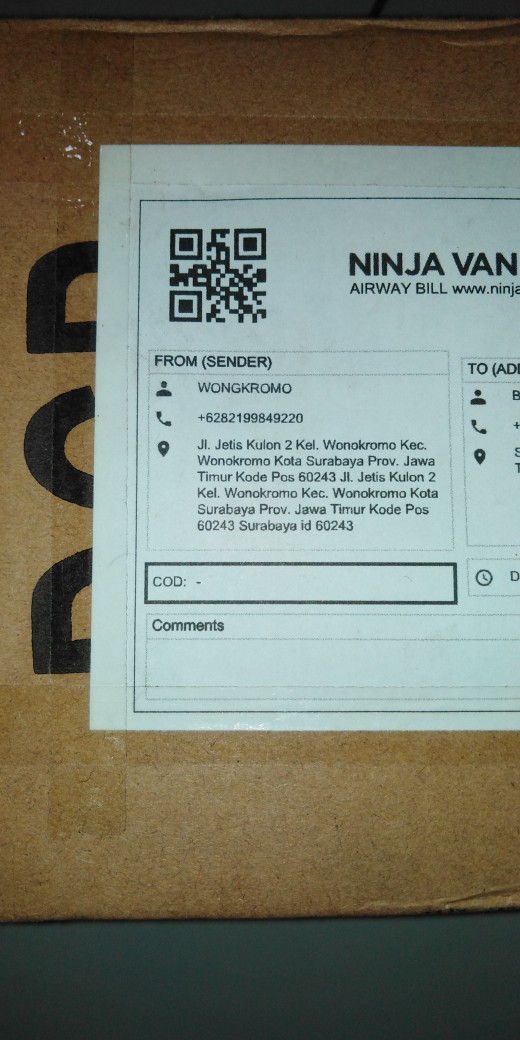 NINJA VAN
AIRWAY BILL www.ninja
FROM (SENDER)
WONGKROMO
+6282199849220
Jl. Jetis Kulon 2 Kel. Wonokromo Kec.
Wonokromo Kota Surabaya Prov. Jawa
Timur Kode Pos 60243 Jl. Jetis Kulon 2
Kel. Wonokromo Kec. Wonokromo Kota
Surabaya Prov. Jawa Timur Kode Pos
60243 Surabaya id 60243
COD: -
Comments
TO (ADD
B
+
S
T
D